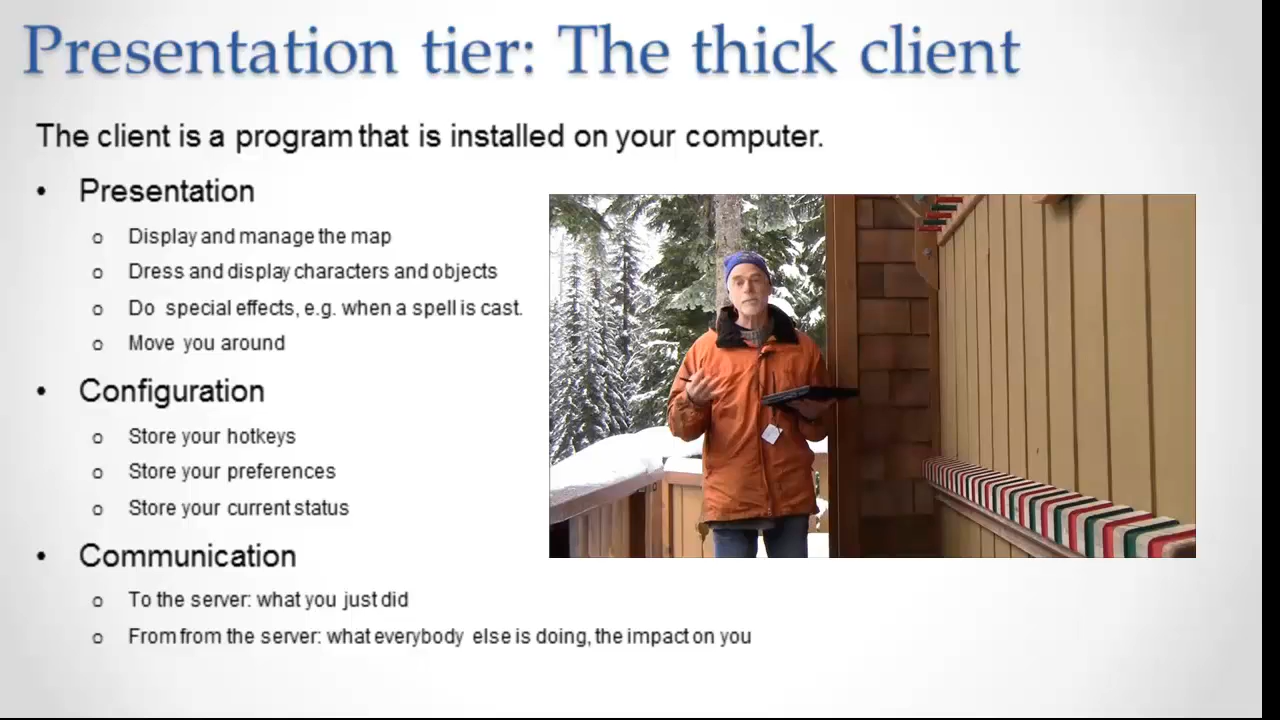 Presentation tier: The thick client
The client is a program that is installed on your computer.
• Presentation
o Display and manage the map
o Dress and display characters and objects
o Do special effects, e.g. when a spell is cast.
o Move you around
• Configuration
o Store your hotkeys
o Store your preferences
o Store your current status
• Communication
o To the server: what you just did
o From from the server: what everybody else is doing, the impact on you